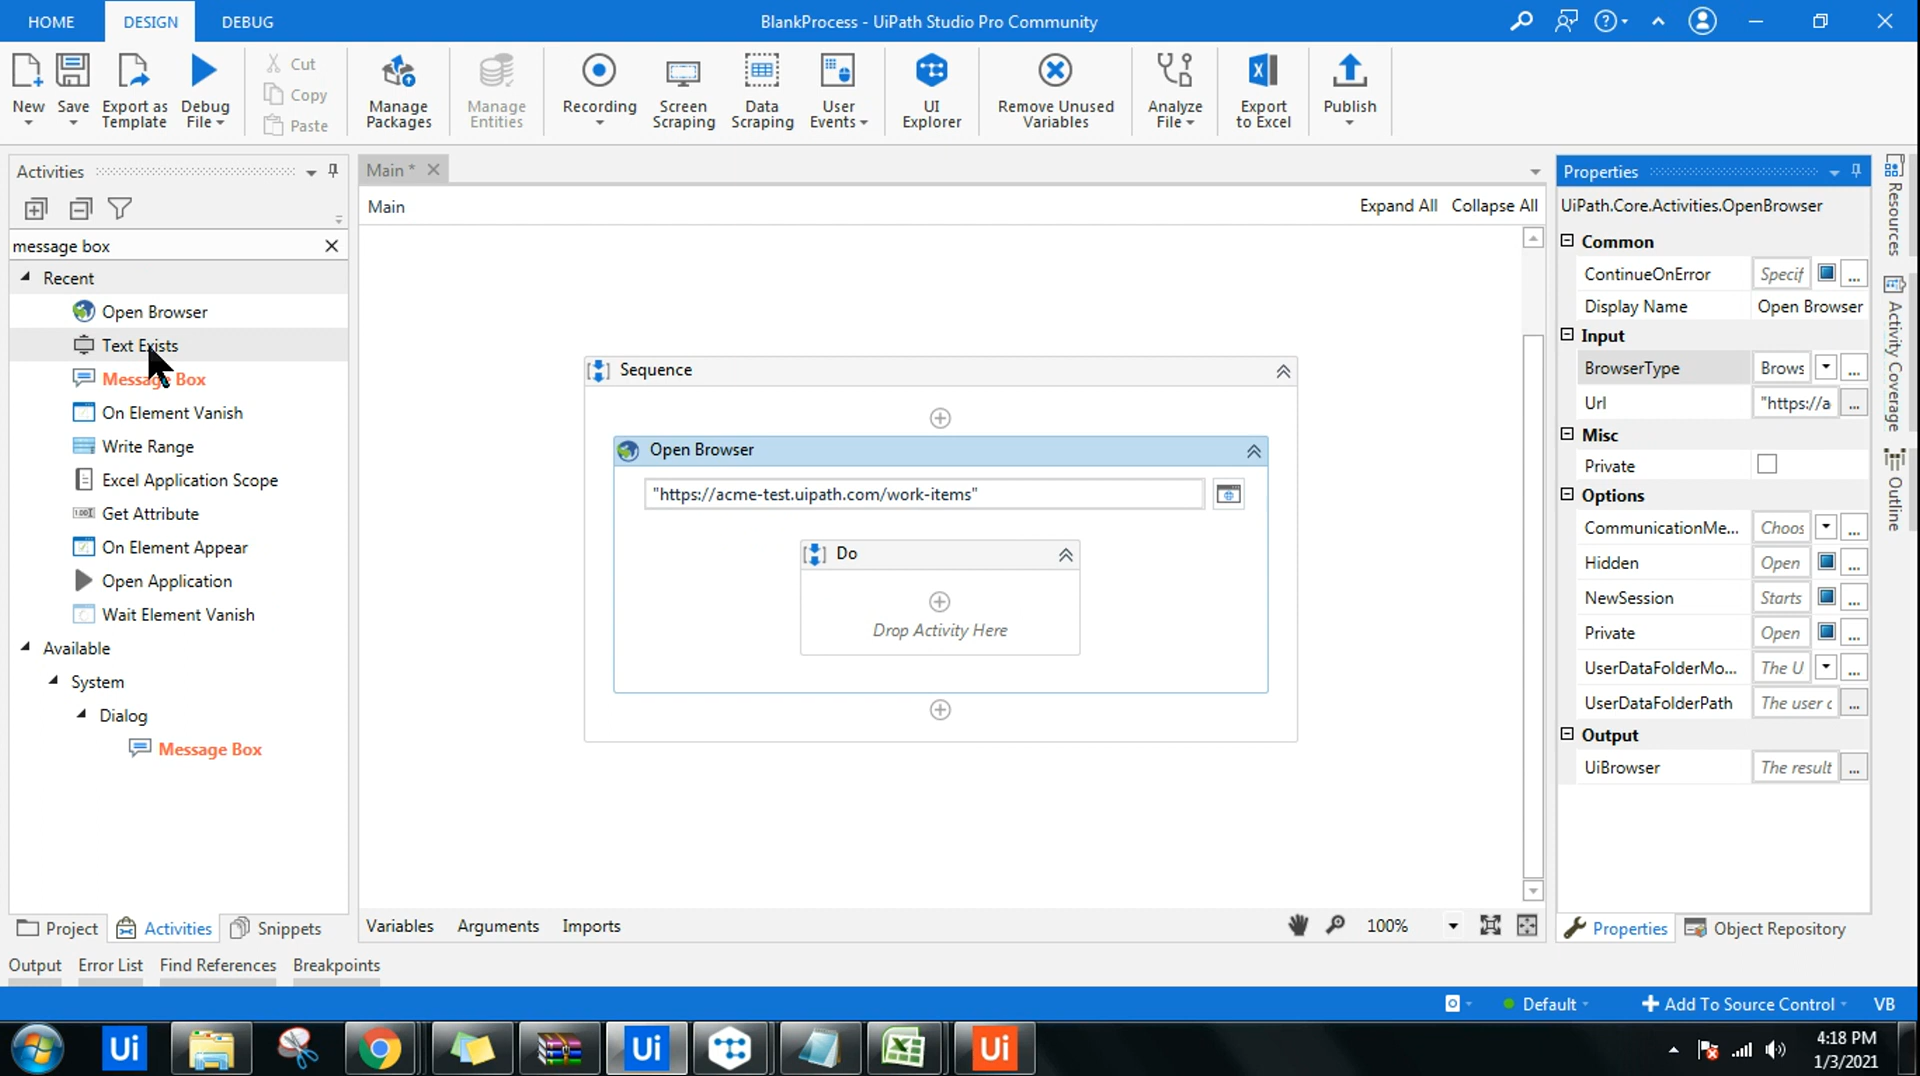 HOME DESIGN DEBUG
BlankProcess - UiPath Studio Pro Community
New
Save
Export as
Template
Debug
File
Cut
Copy
Paste
Manage
Packages
Manage
Entities
Recording
Screen
Scraping
Data
Scraping
User
Events
UI
Explorer
Remove Unused
Variables
Analyze
File
Export
to Excel
Publish
Activities
message box
Recent
Open Browser
Text Exists
Message Box
On Element Vanish
Write Range
Excel Application Scope
Get Attribute
On Element Appear
Open Application
Wait Element Vanish
Available
System
Dialog
Message Box
Project Activities Snippets
Main *
Main
Expand All Collapse All
Sequence
Open Browser
"https://acme-test.uipath.com/work-items"
Do
Drop Activity Here
Variables Arguments Imports
100%
Properties
UiPath.Core.Activities.OpenBrowser
Common
ContinueOnError Specif ...
Display Name Open Browser
Input
BrowserType Brows ...
Url "https://a ...
Misc
Private
Options
CommunicationMe... Choos ...
Hidden Open ...
NewSession Starts ...
Private Open ...
UserDataFolderMo... The U ...
UserDataFolderPath The user c ...
Output
UiBrowser The result ...
Properties Object Repository
Resources
Activity Coverage
Outline
Output Error List Find References Breakpoints
Default Add To Source Control VB
Ui
Ui
Ui
4:18 PM
1/3/2021